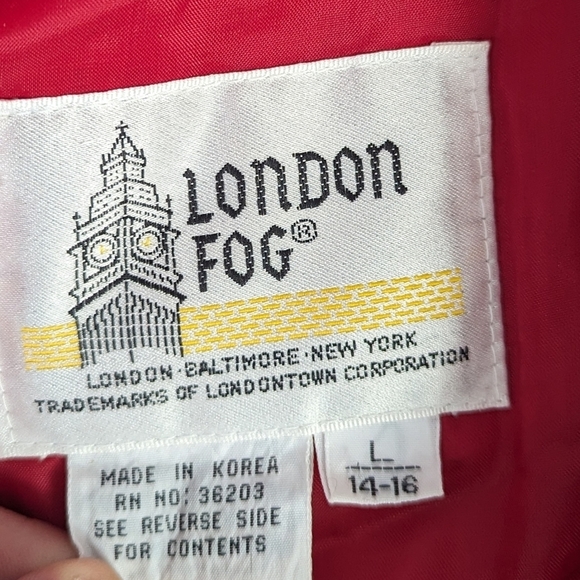 LONDON
FOG®
LONDON·BALTIMORE·NEW YORK
TRADEMARKS OF LONDONTOWN CORPORATION
MADE IN KOREA
RN NO: 36203
SEE REVERSE SIDE
FOR CONTENTS
L
14-16